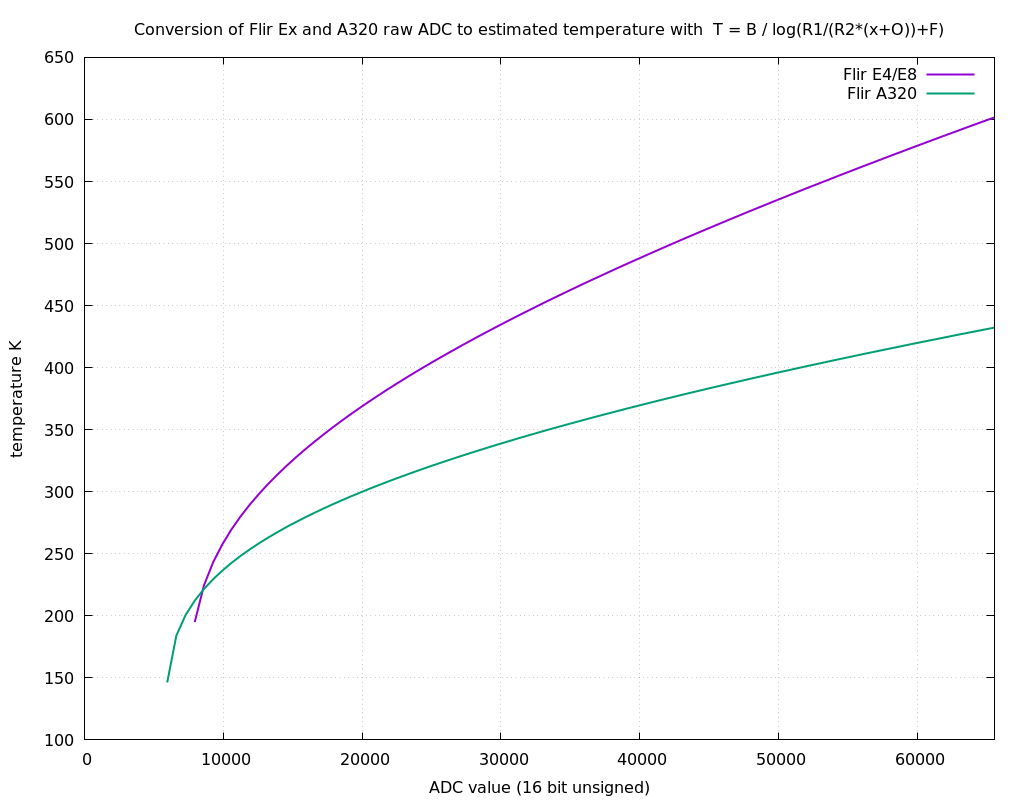 Conversion of Flir Ex and A320 raw ADC to estimated temperature with  T = B / log(R1/(R2*(x+O))+F)
650
600
550
500
450
400
350
300
250
200
150
100
temperature K
Flir E4/E8
Flir A320
0 10000 20000 30000 40000 50000 60000
ADC value (16 bit unsigned)